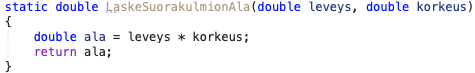 static double LaskeSuorakulmionAla(double leveys, double korkeus)
{
    double ala = leveys * korkeus;
    return ala;
}